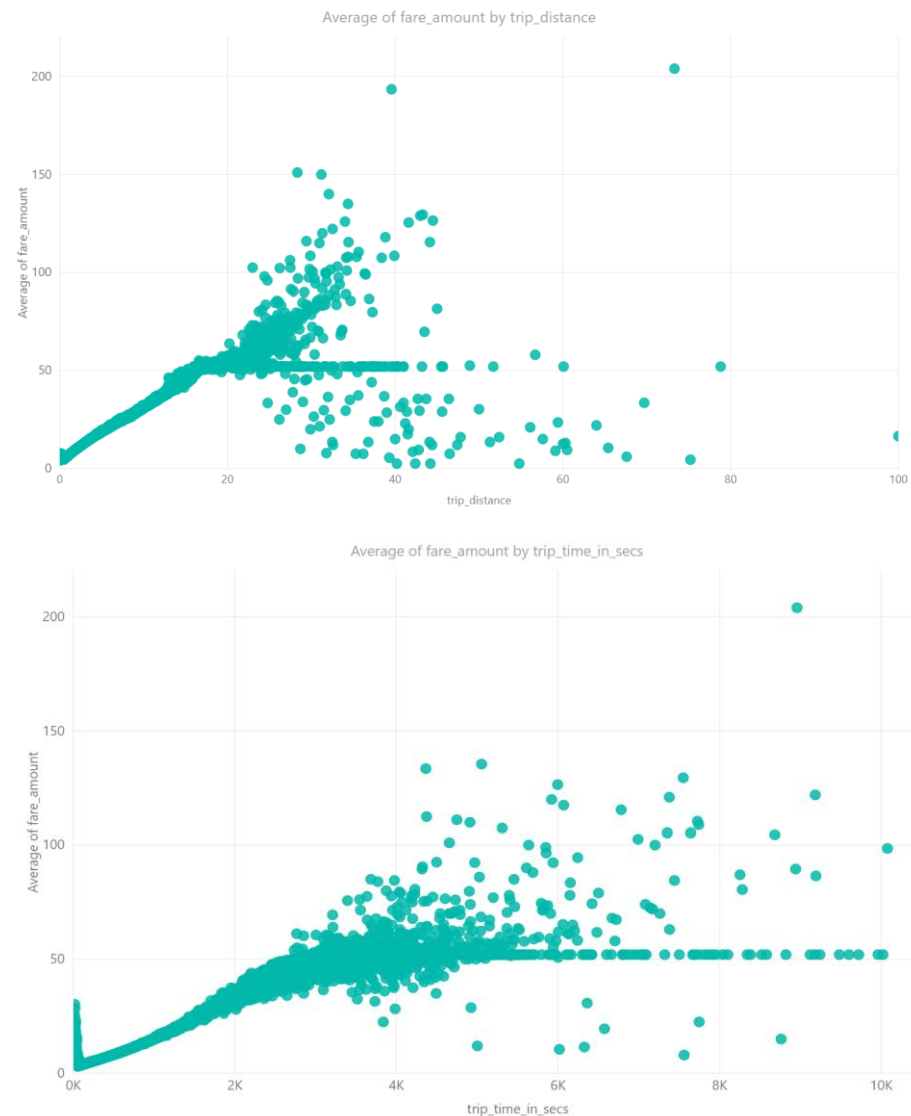 Average of fare_amount by trip_distance
200
150
100
50
0
Average of fare_amount
0 20 40 60 80 100
trip_distance
Average of fare_amount by trip_time_in_secs
200
150
100
50
0
Average of fare_amount
0K 2K 4K 6K 8K 10K
trip_time_in_secs